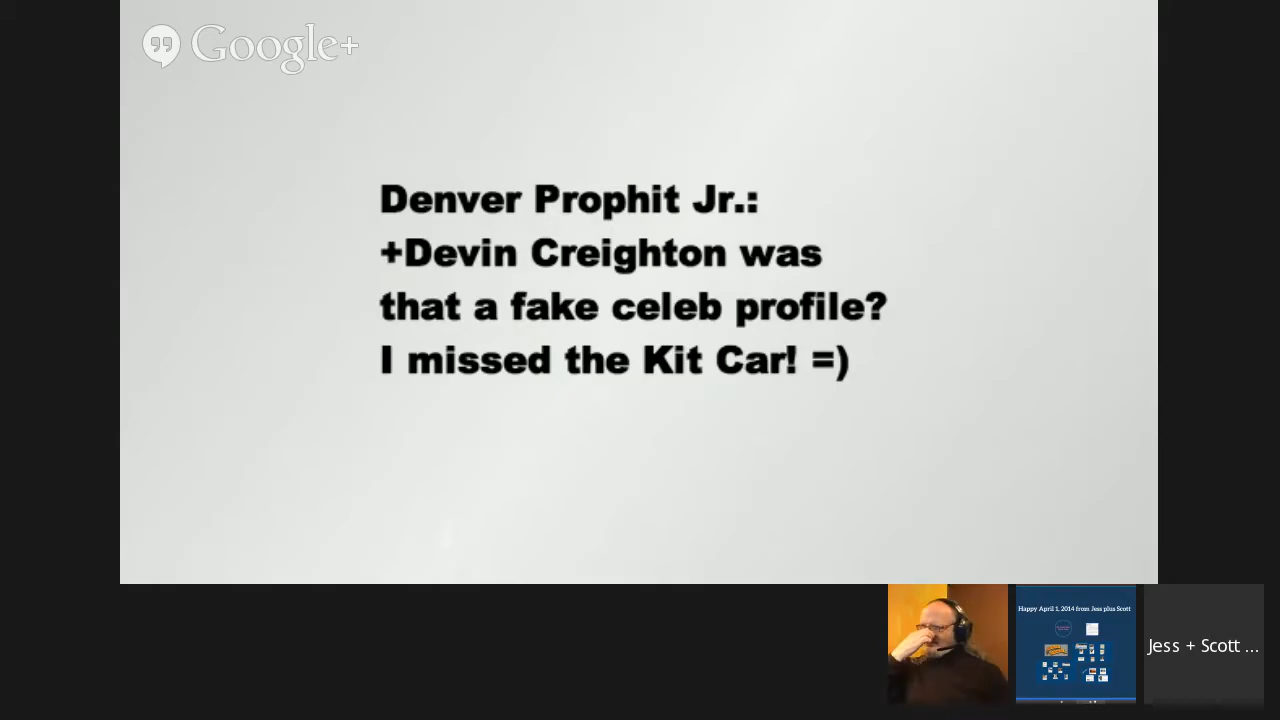 Google+
Denver Prophit Jr.:
+Devin Creighton was
that a fake celeb profile?
I missed the Kit Car! =)
Happy April 1, 2014 from Jess plus Scott
Jess + Scott ...